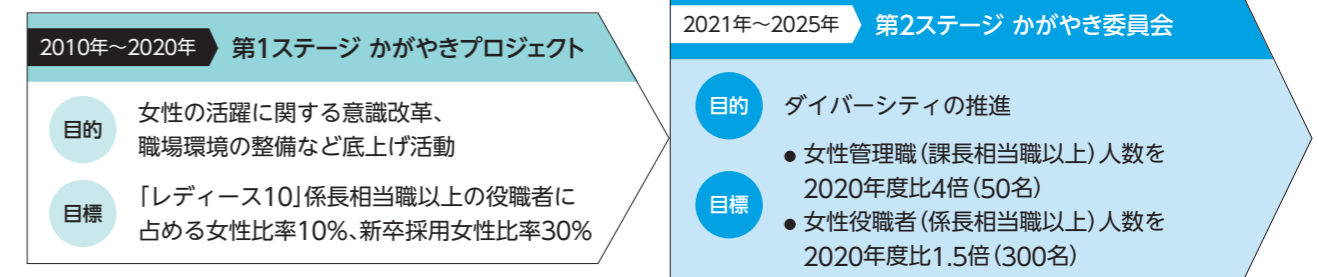 2010年～2020年 第1ステージ かがやきプロジェクト
目的
女性の活躍に関する意識改革、
職場環境の整備など底上げ活動
目標
「レディース10」係長相当職以上の役職者に
占める女性比率10％、新卒採用女性比率30％
2021年～2025年 第2ステージ かがやき委員会
目的
ダイバーシティの推進
目標
●女性管理職（課長相当職以上）人数を
2020年度比4倍（50名）
●女性役職者（係長相当職以上）人数を
2020年度比1.5倍（300名）